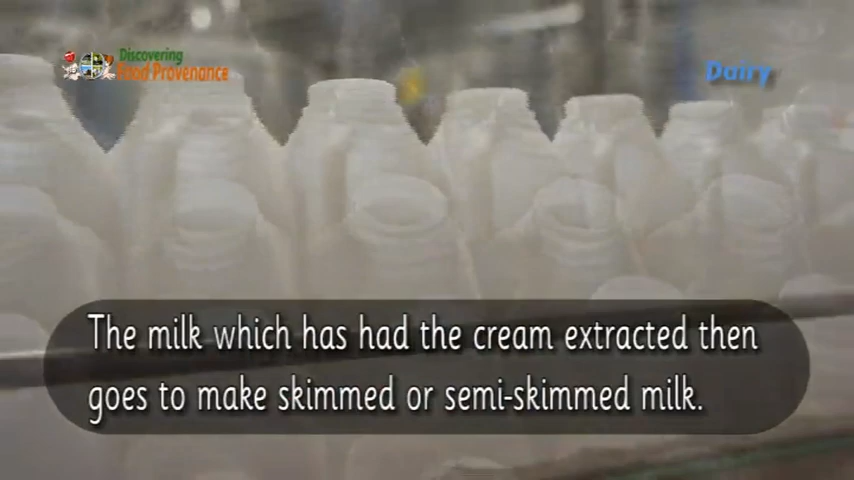 Discovering
Food Provenance
Dairy
The milk which has had the cream extracted then
goes to make skimmed or semi-skimmed milk.